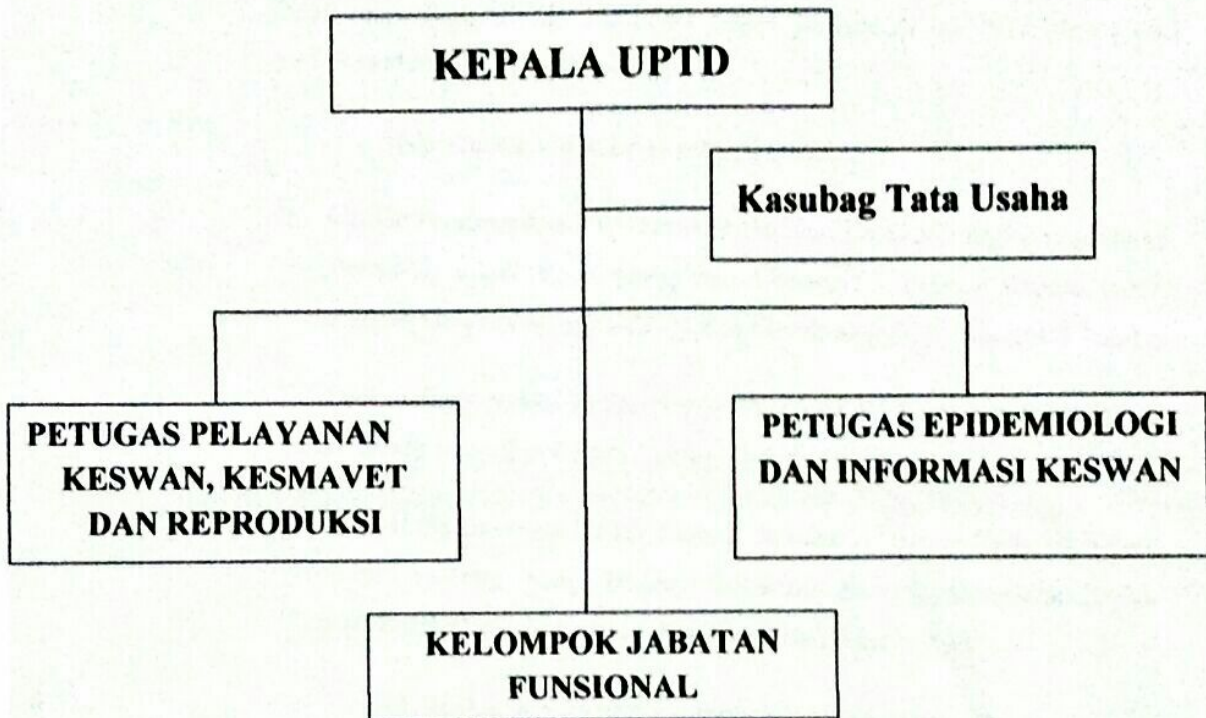 KEPALA UPTD
Kasubag Tata Usaha
PETUGAS PELAYANAN
KESWAN, KESMAVET
DAN REPRODUKSI
PETUGAS EPIDEMIOLOGI
DAN INFORMASI KESWAN
KELOMPOK JABATAN
FUNSIONAL